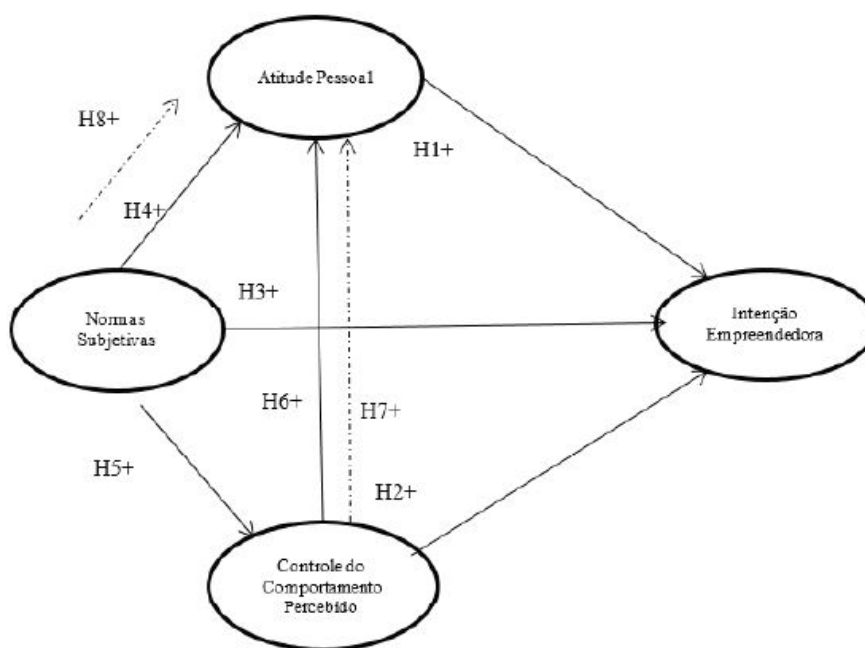 Atitude Pessoal
H8+
H1+
H4+
H3+
Normas
Subjetivas
Intenção
Empreendedora
H6+
H7+
H5+
H2+
Controle do
Comportamento
Percebido